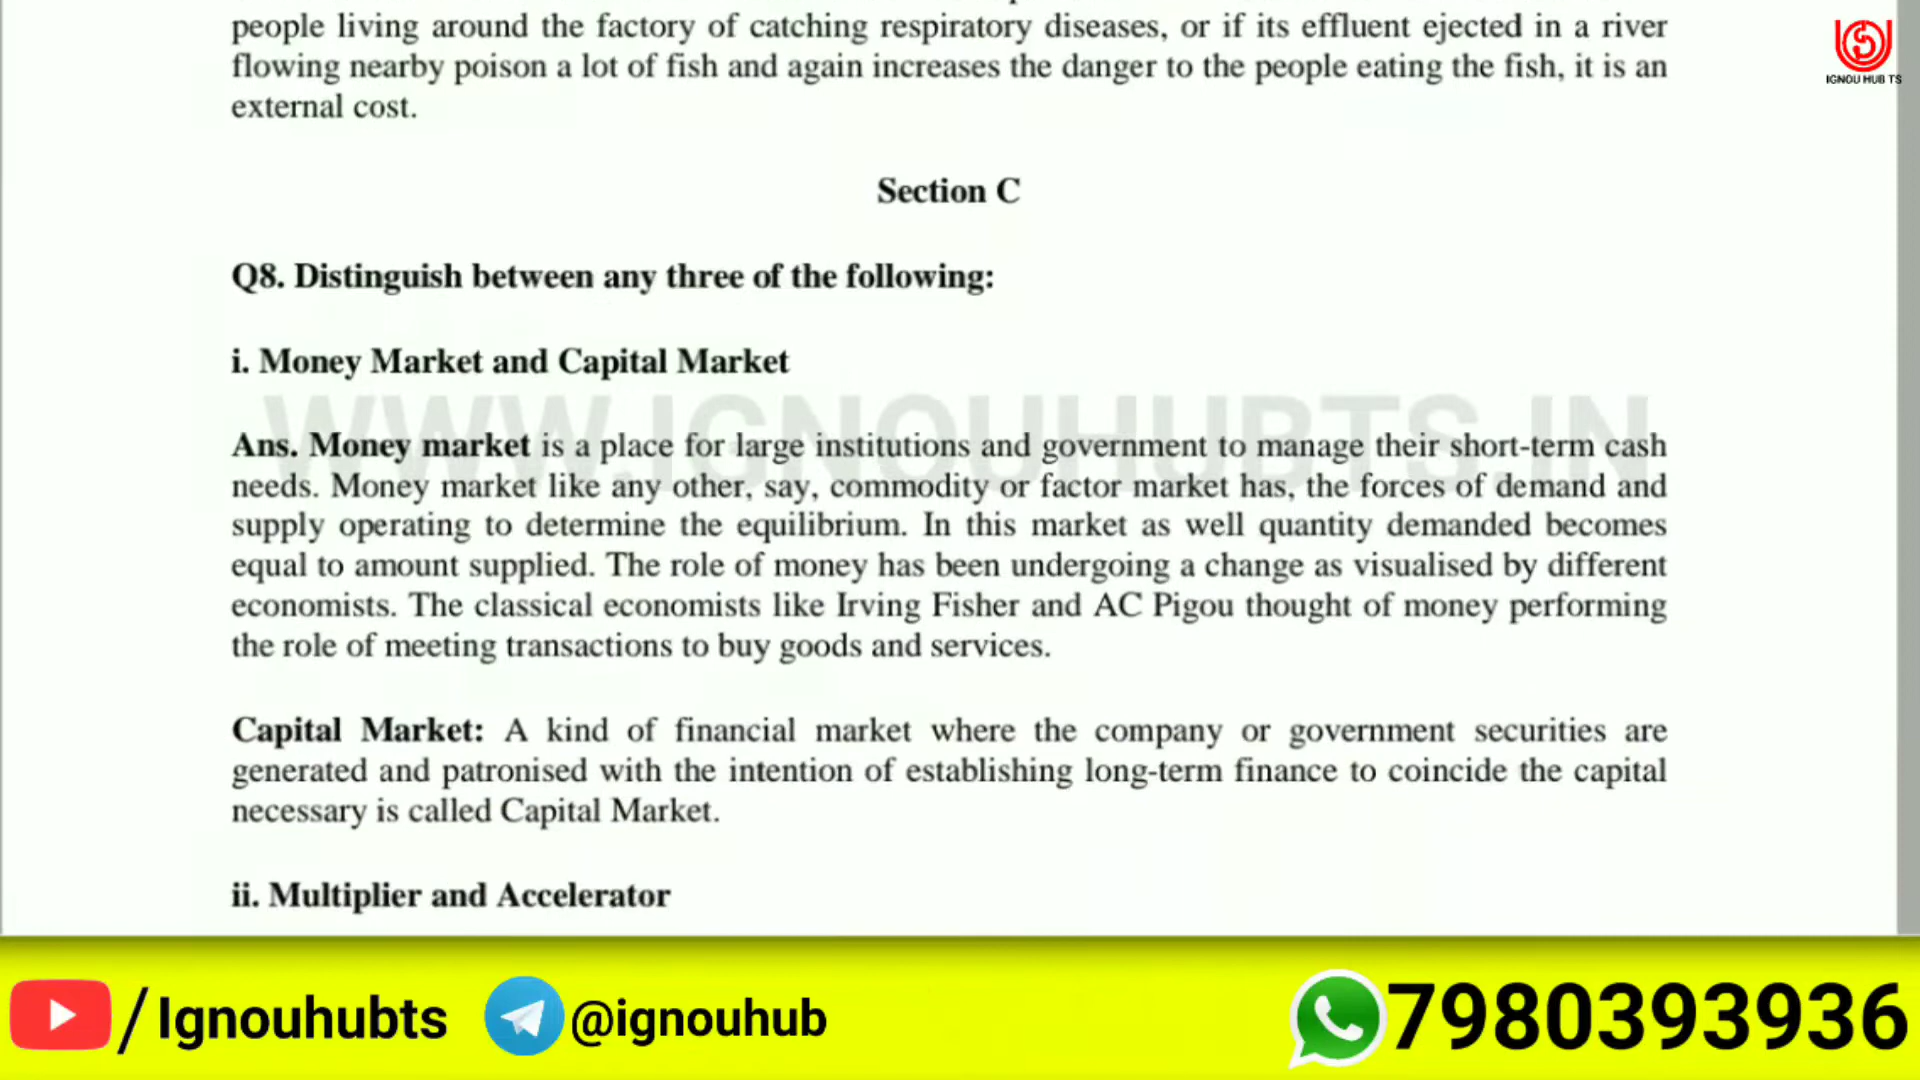 people living around the factory of catching respiratory diseases, or if its effluent ejected in a river
flowing nearby poison a lot of fish and again increases the danger to the people eating the fish, it is an
external cost.
IGNOU HUB TS
Section C
Q8. Distinguish between any three of the following:
i. Money Market and Capital Market
WWW.IGNOUHUBTS.IN
Ans. Money market is a place for large institutions and government to manage their short-term cash
needs. Money market like any other, say, commodity or factor market has, the forces of demand and
supply operating to determine the equilibrium. In this market as well quantity demanded becomes
equal to amount supplied. The role of money has been undergoing a change as visualised by different
economists. The classical economists like Irving Fisher and AC Pigou thought of money performing
the role of meeting transactions to buy goods and services.
Capital Market: A kind of financial market where the company or government securities are
generated and patronised with the intention of establishing long-term finance to coincide the capital
necessary is called Capital Market.
ii. Multiplier and Accelerator
/Ignouhubts @ignouhub 7980393936